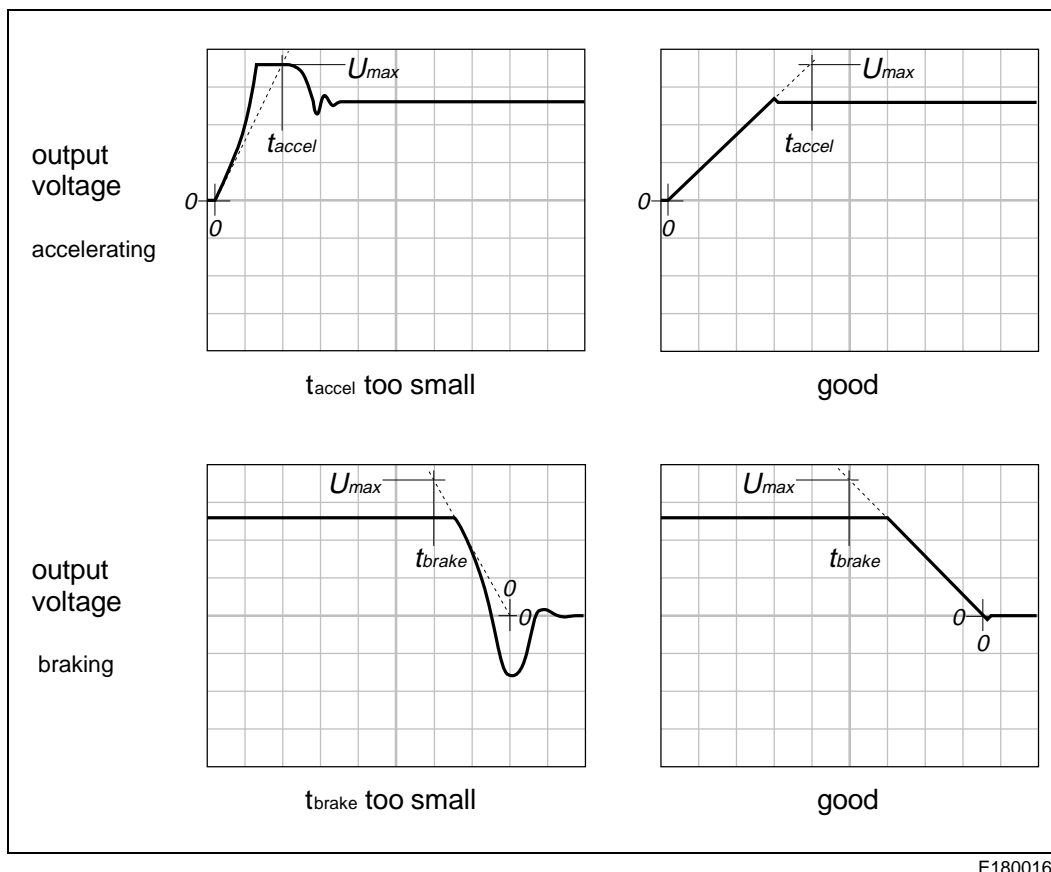 Umax
taccel
0
0
output
voltage
accelerating
taccel too small
Umax
taccel
0
0
good
Umax
tbrake
0
0
output
voltage
braking
tbrake too small
Umax
tbrake
0
0
good
E180016